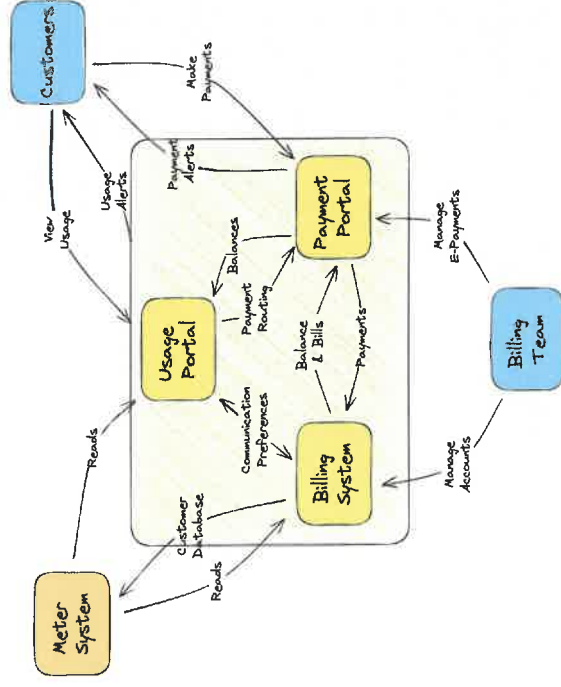 Meter
System
Customers
Reads
View
Usage
Usage
Alerts
Make
Payments
Payment
Alerts
Usage
Portal
Customer
Database
Reads
Communication
Preferences
Balances
Payment
Routing
Billing
System
Balance
& Bills
Payments
Payment
Portal
Manage
Accounts
Manage
E-Payments
Billing
Team